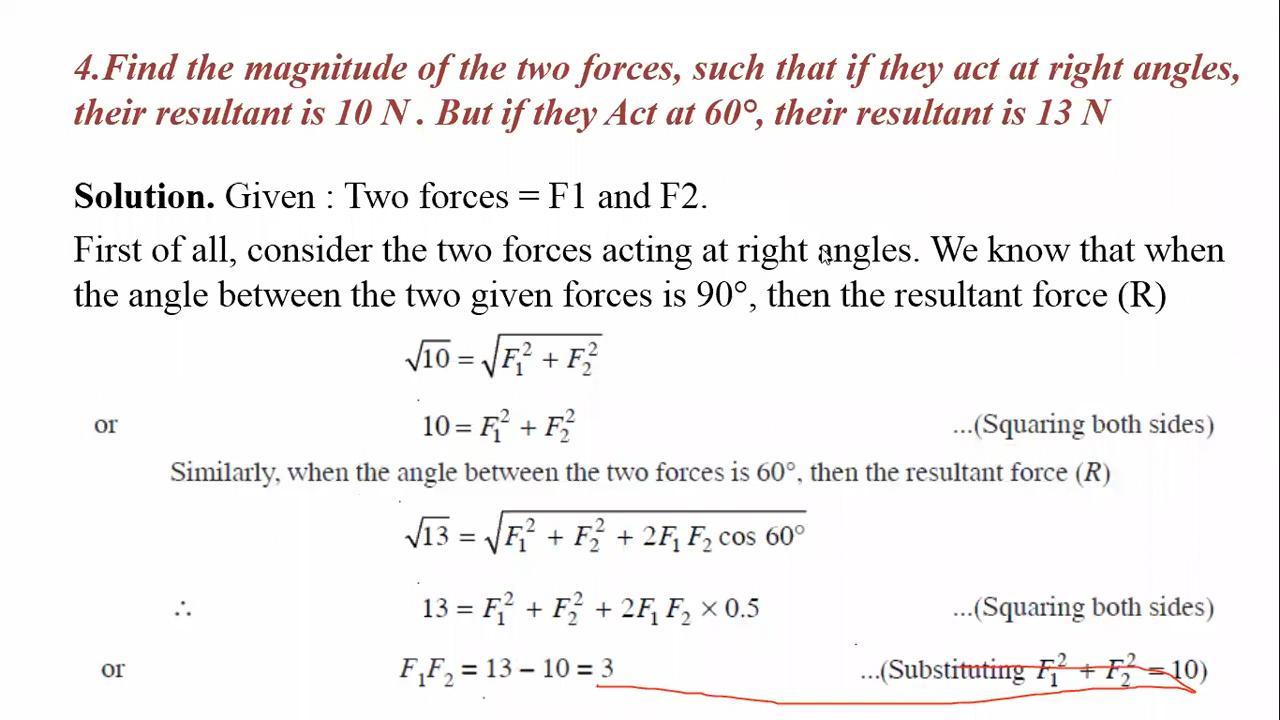 4.Find the magnitude of the two forces, such that if they act at right angles,
their resultant is 10 N . But if they Act at 60°, their resultant is 13 N
Solution. Given : Two forces = F1 and F2.
First of all, consider the two forces acting at right angles. We know that when
the angle between the two given forces is 90°, then the resultant force (R)
√10 = √(F₁² + F₂²)
or 10 = F₁² + F₂² ...(Squaring both sides)
Similarly, when the angle between the two forces is 60°, then the resultant force (R)
√13 = √(F₁² + F₂² + 2F₁ F₂ cos 60°)
∴ 13 = F₁² + F₂² + 2F₁ F₂ × 0.5 ...(Squaring both sides)
or F₁F₂ = 13 – 10 = 3 ...(Substituting F₁² + F₂² = 10)